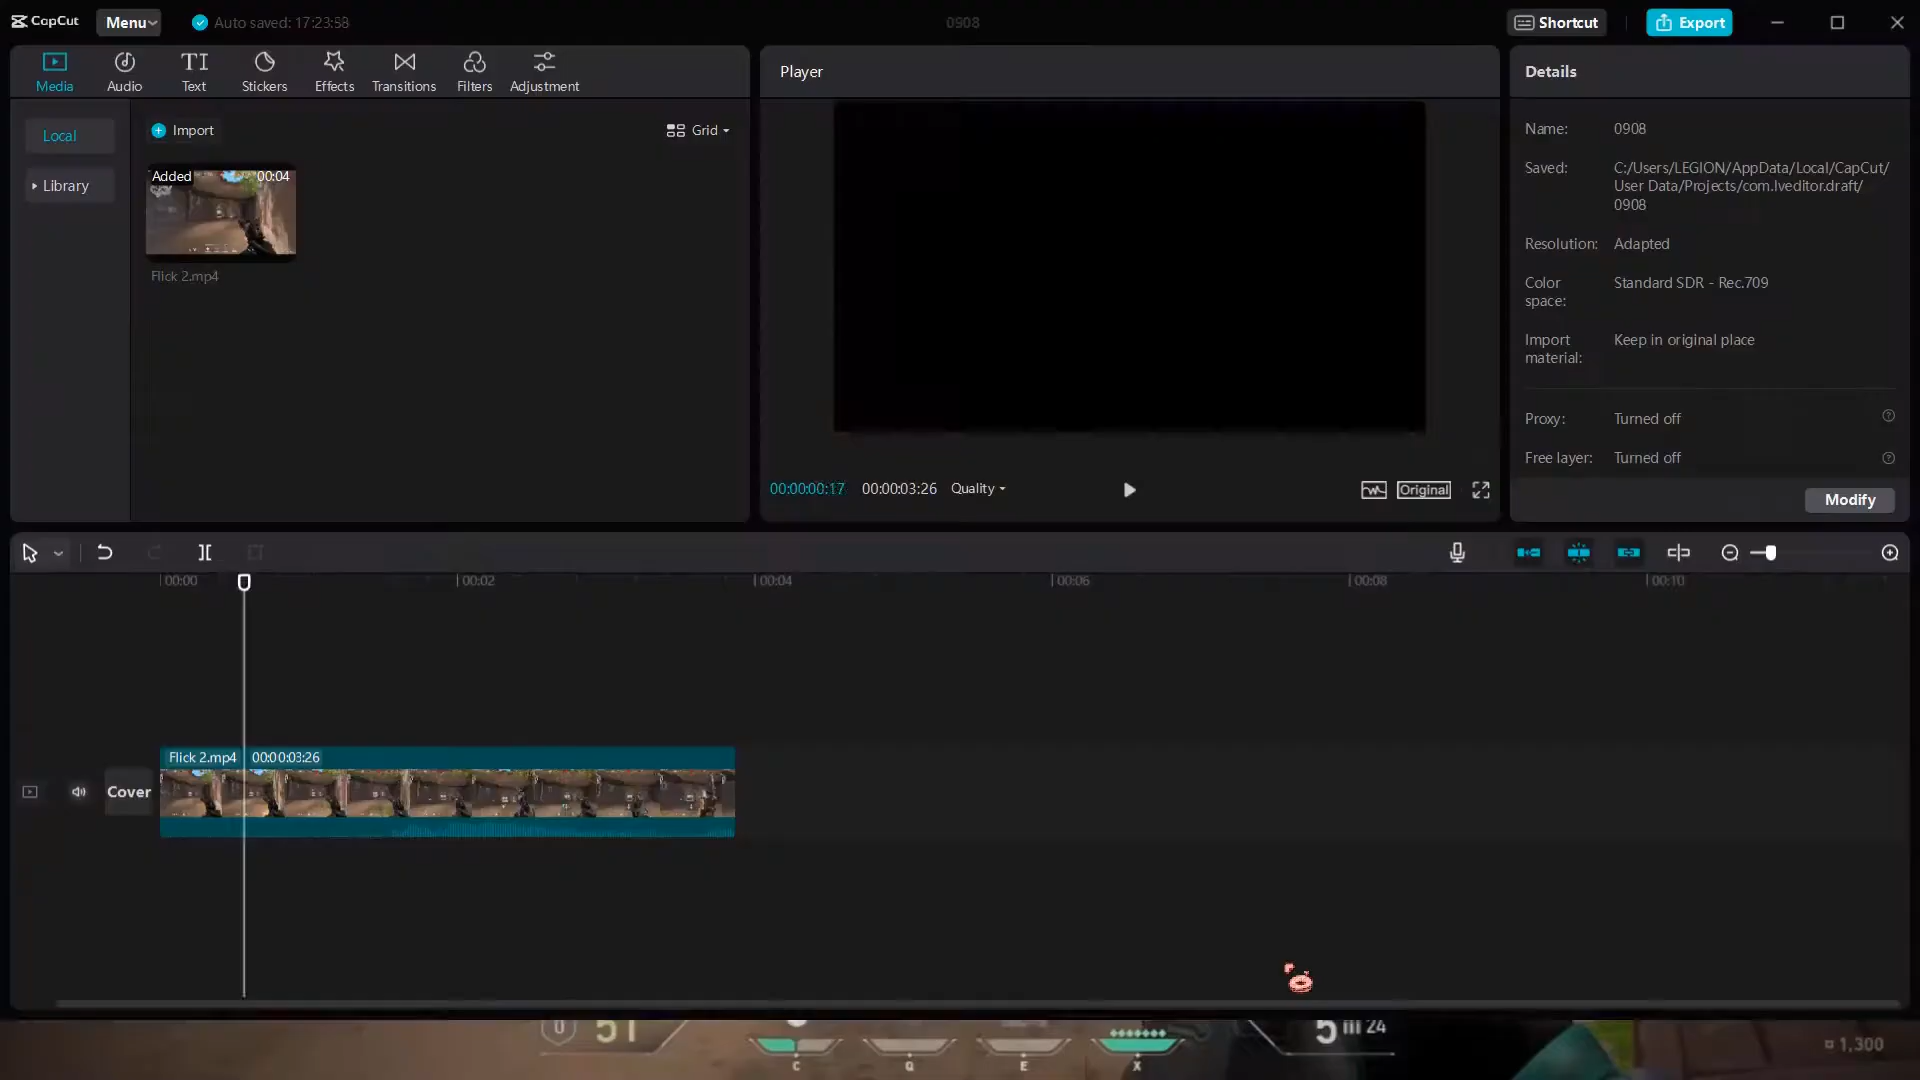 CapCut
Menu
Auto saved: 17:23:58
0908
Shortcut
Export
Media
Audio
Text
Stickers
Effects
Transitions
Filters
Adjustment
Local
Library
Import
Grid
Added
00:04
Flick 2.mp4
Player
00:00:00:17
00:00:03:26
Quality
Original
Details
Name: 0908
Saved: C:/Users/LEGION/AppData/Local/CapCut/
User Data/Projects/com.lveditor.draft/
0908
Resolution: Adapted
Color space: Standard SDR - Rec.709
Import material: Keep in original place
Proxy: Turned off
Free layer: Turned off
Modify
00:00
00:02
00:04
00:06
00:08
00:10
Flick 2.mp4 00:00:03:26
Cover
51
5
24
1,300
C
Q
E
X